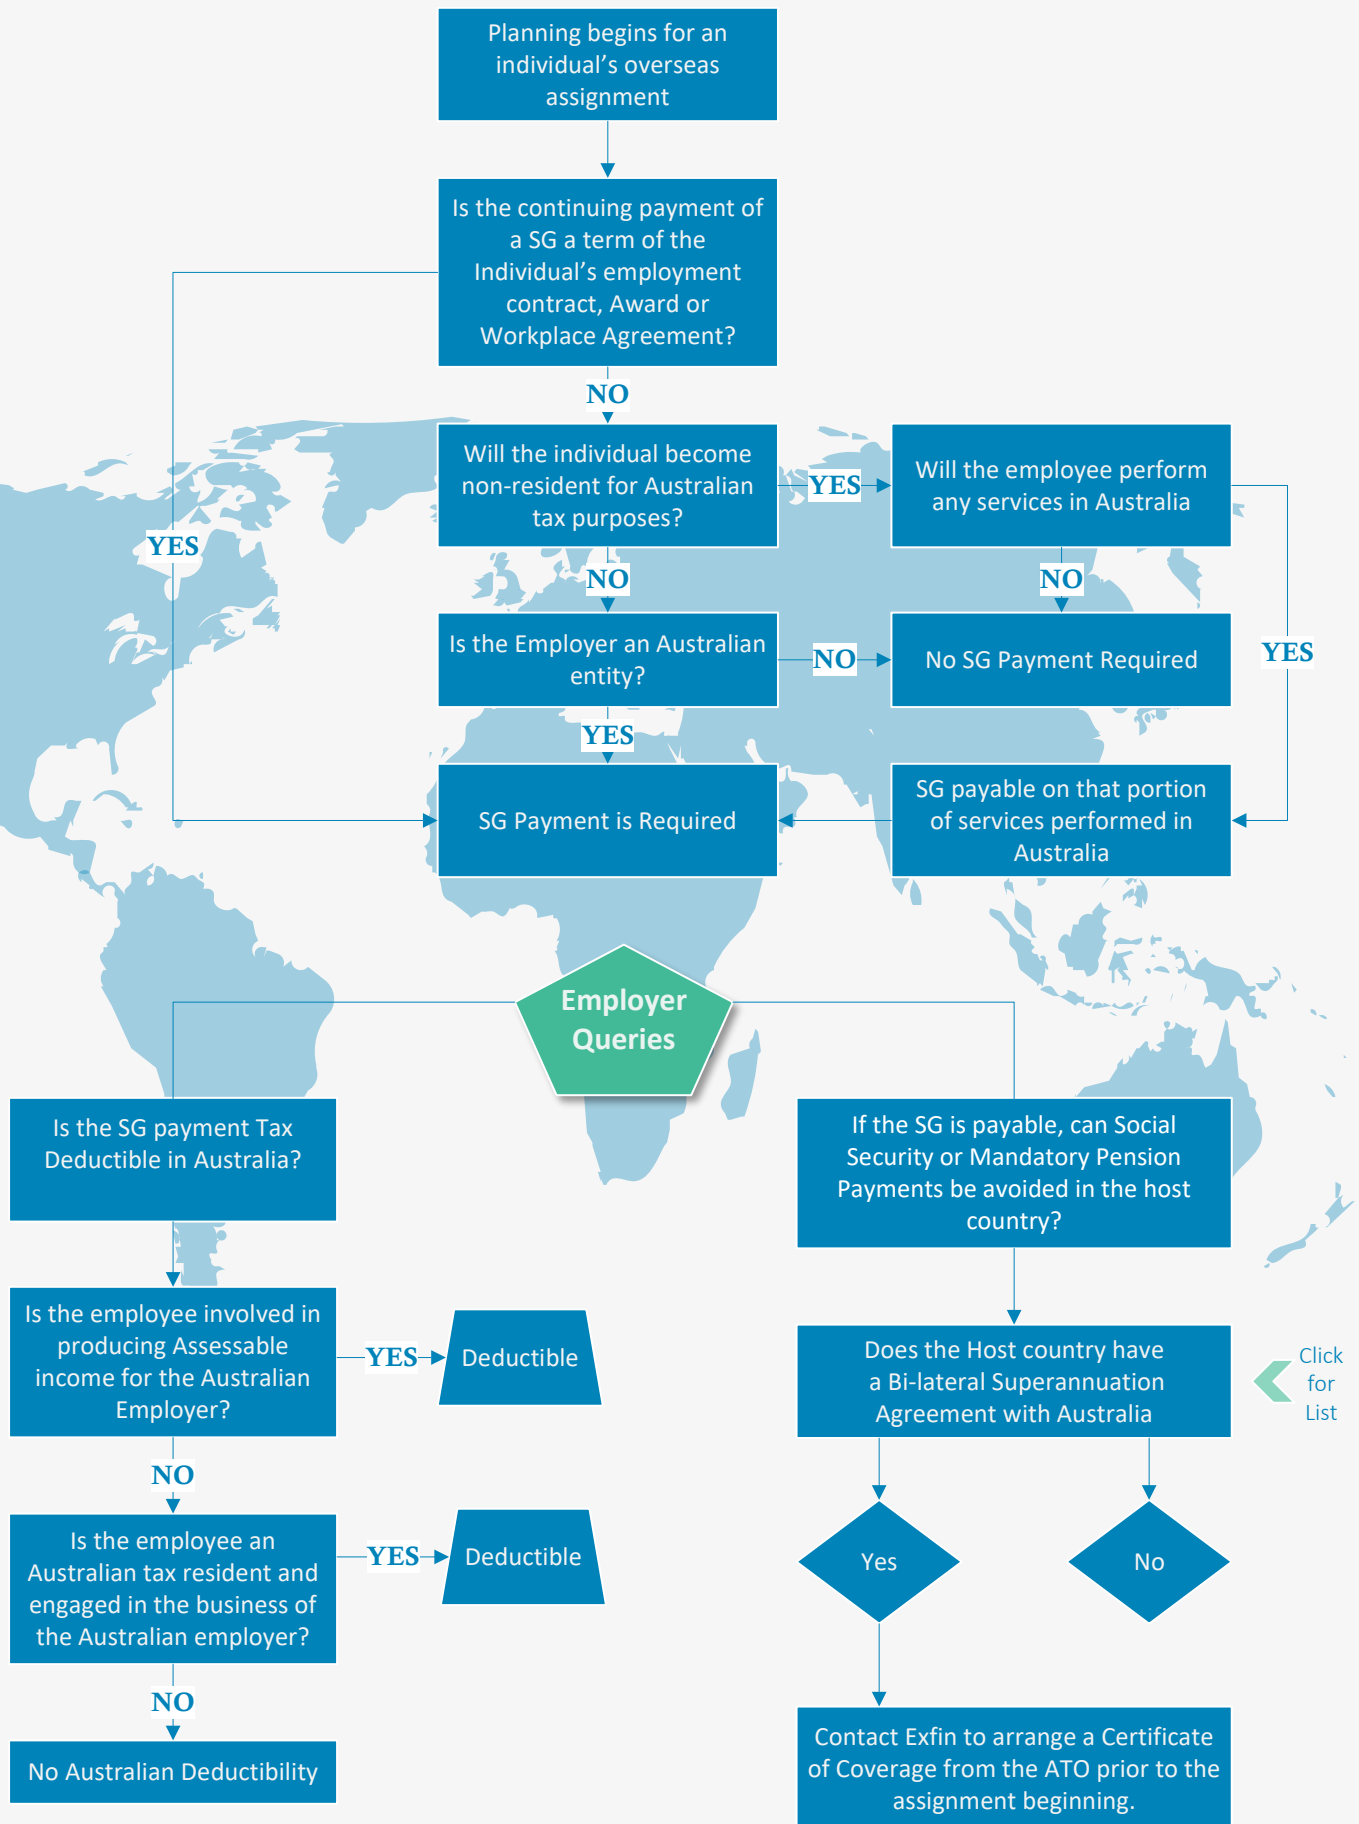 Planning begins for an
individual's overseas
assignment
Is the continuing payment of
a SG a term of the
Individual's employment
contract, Award or
Workplace Agreement?
NO
Will the individual become
non-resident for Australian
tax purposes?
YES
Will the employee perform
any services in Australia
YES
NO
NO
Is the Employer an Australian
entity?
NO
No SG Payment Required
YES
YES
SG Payment is Required
SG payable on that portion
of services performed in
Australia
Employer
Queries
Is the SG payment Tax
Deductible in Australia?
If the SG is payable, can Social
Security or Mandatory Pension
Payments be avoided in the host
country?
Is the employee involved in
producing Assessable
income for the Australian
Employer?
YES
Deductible
Does the Host country have
a Bi-lateral Superannuation
Agreement with Australia
Click
for
List
NO
Is the employee an
Australian tax resident and
engaged in the business of
the Australian employer?
YES
Deductible
Yes
No
NO
No Australian Deductibility
Contact Exfin to arrange a Certificate
of Coverage from the ATO prior to the
assignment beginning.